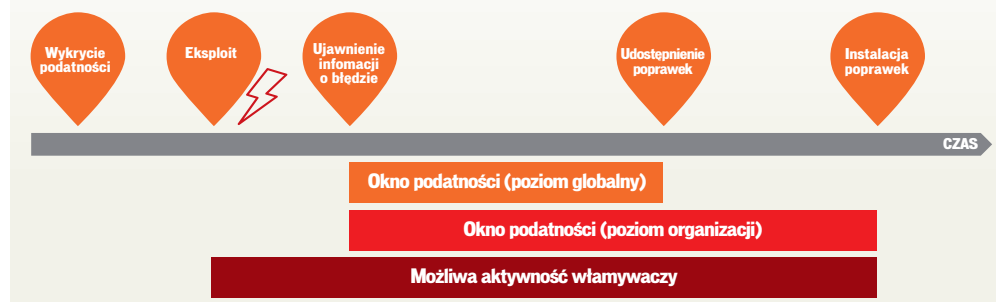 Wykrycie
podatności
Eksploit
Ujawnienie
infomacji
o błędzie
Udostępnienie
poprawek
Instalacja
poprawek
CZAS
Okno podatności (poziom globalny)
Okno podatności (poziom organizacji)
Możliwa aktywność włamywaczy